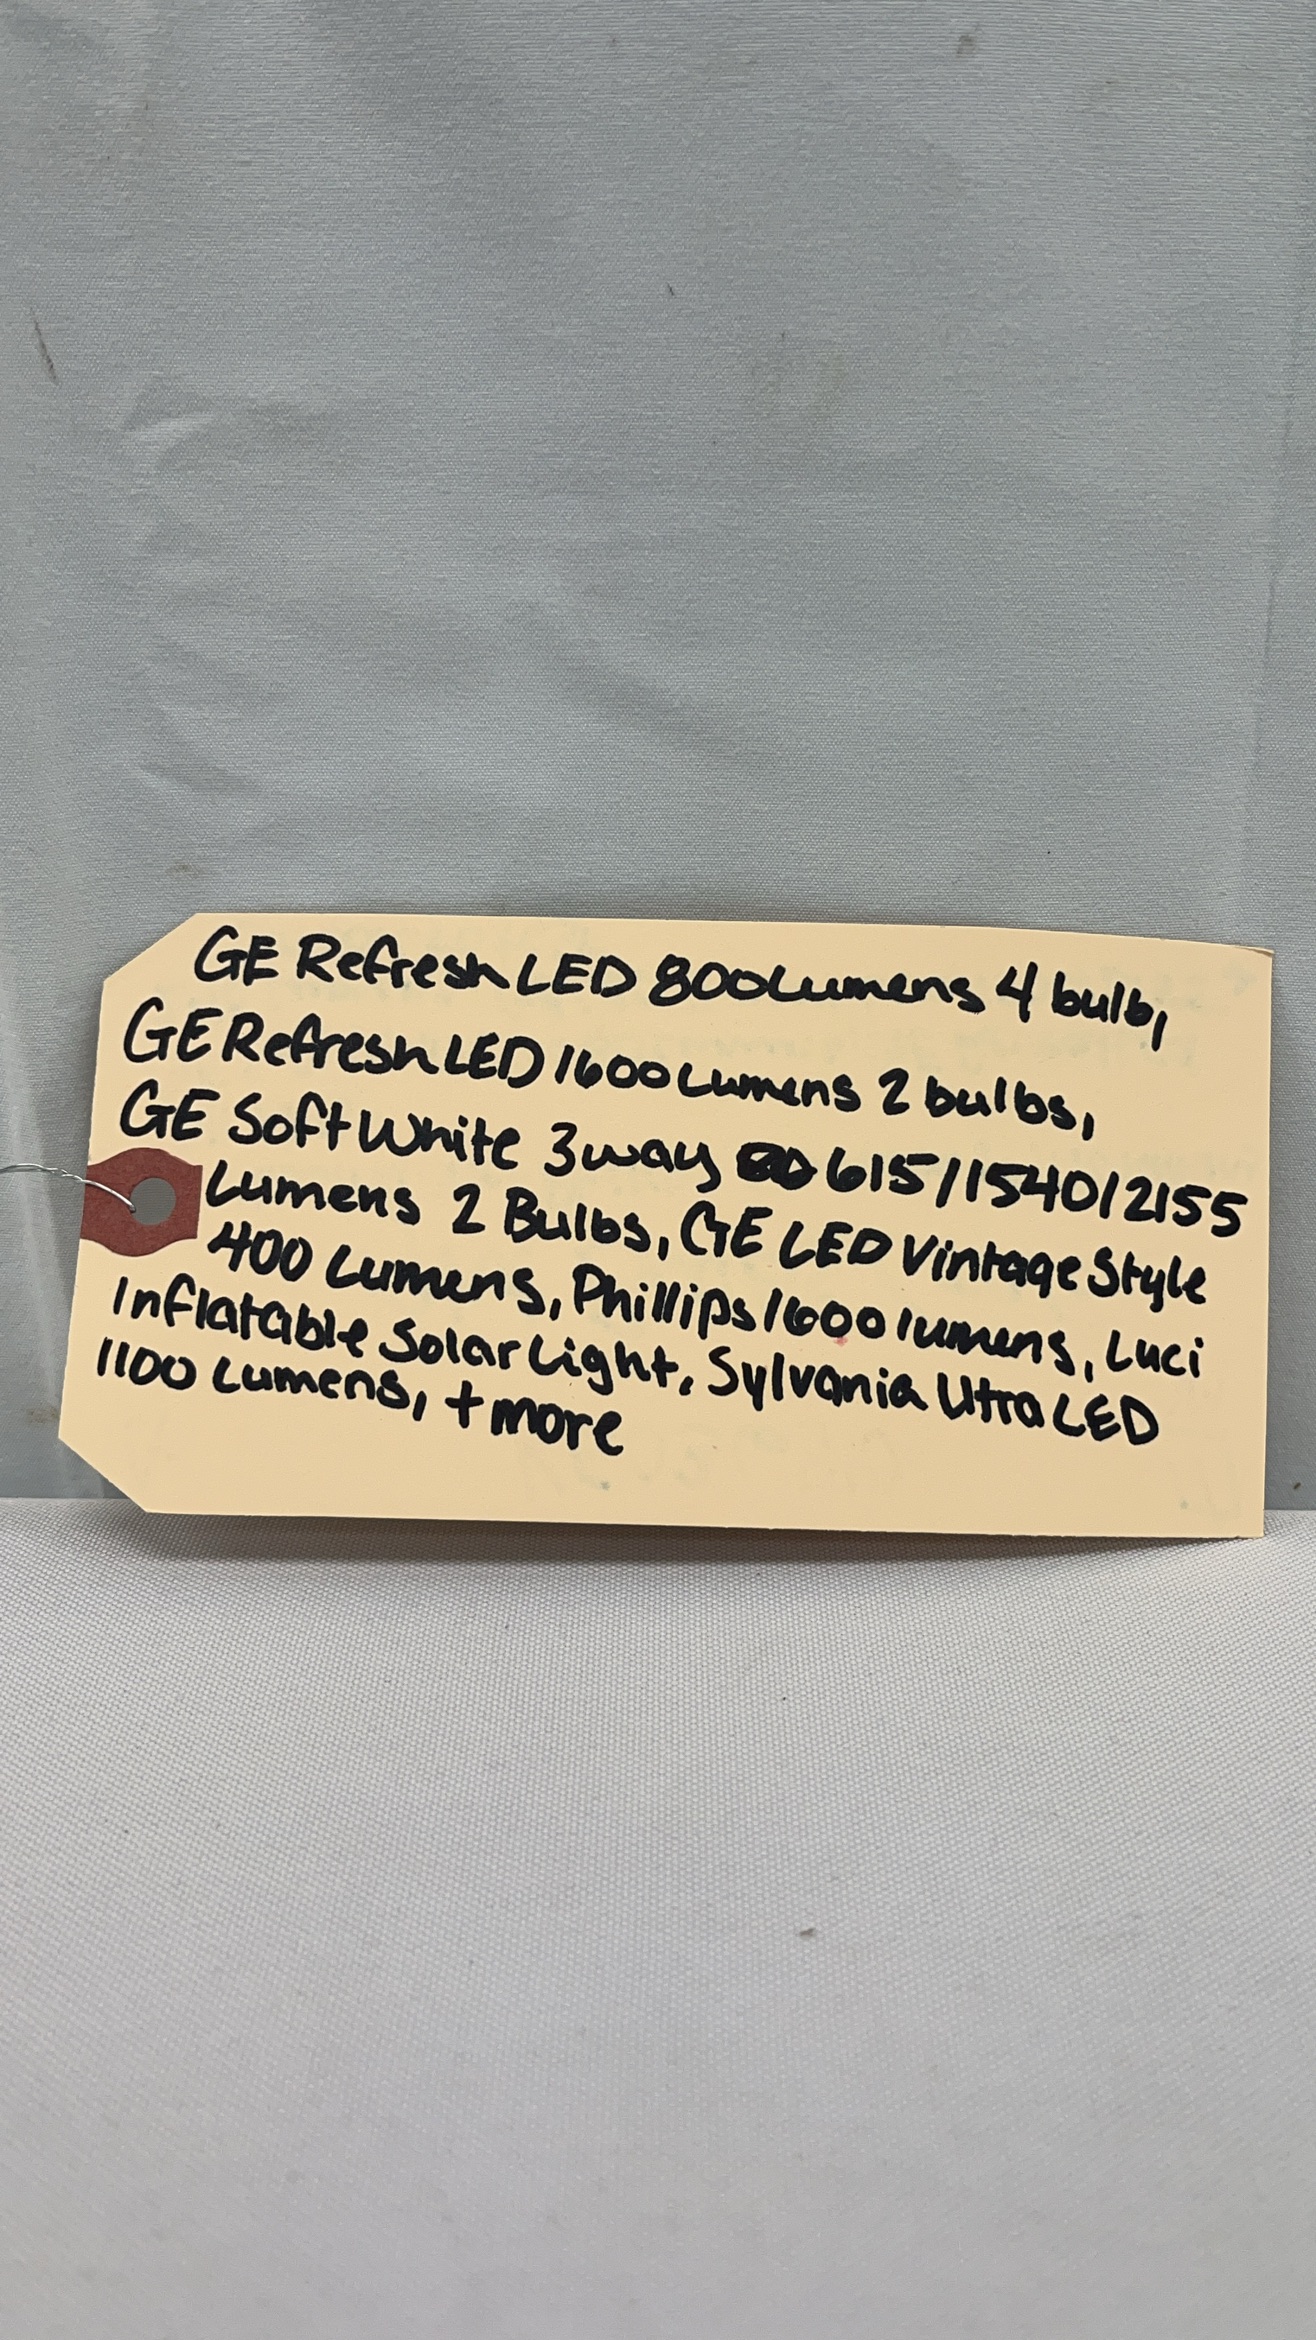 GE Refresh LED 800 Lumens 4 bulb,
GE Refresh LED 1600 Lumens 2 bulbs,
GE Soft White 3 way 615/1540/2155
Lumens 2 Bulbs, GE LED Vintage Style
400 Lumens, Phillips 1600 lumens, Luci
Inflatable Solar Light, Sylvania Utra LED
1100 Lumens, + more